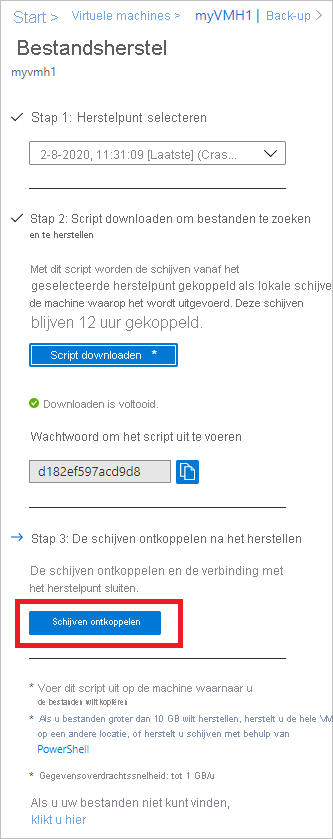 Start > Virtuele machines > myVMH1 | Back-up >
Bestandsherstel
myvmh1
Stap 1: Herstelpunt selecteren
2-8-2020, 11:31:09 [Laatste] (Cras...
Stap 2: Script downloaden om bestanden te zoeken
en te herstellen
Met dit script worden de schijven vanaf het
geselecteerde herstelpunt gekoppeld als lokale schijve
de machine waarop het wordt uitgevoerd. Deze schijven
blijven 12 uur gekoppeld.
Script downloaden *
Downloaden is voltooid.
Wachtwoord om het script uit te voeren
d182ef597acd9d8
Stap 3: De schijven ontkoppelen na het herstellen
De schijven ontkoppelen en de verbinding met
het herstelpunt sluiten.
Schijven ontkoppelen
* Voer dit script uit op de machine waarnaar u
de bestanden wilt kopiëren
* Als u bestanden groter dan 10 GB wilt herstellen, herstelt u de hele VM
op een andere locatie, of herstelt u schijven met behulp van
PowerShell
* Gegevensoverdrachtssnelheid: tot 1 GB/u
Als u uw bestanden niet kunt vinden,
klikt u hier